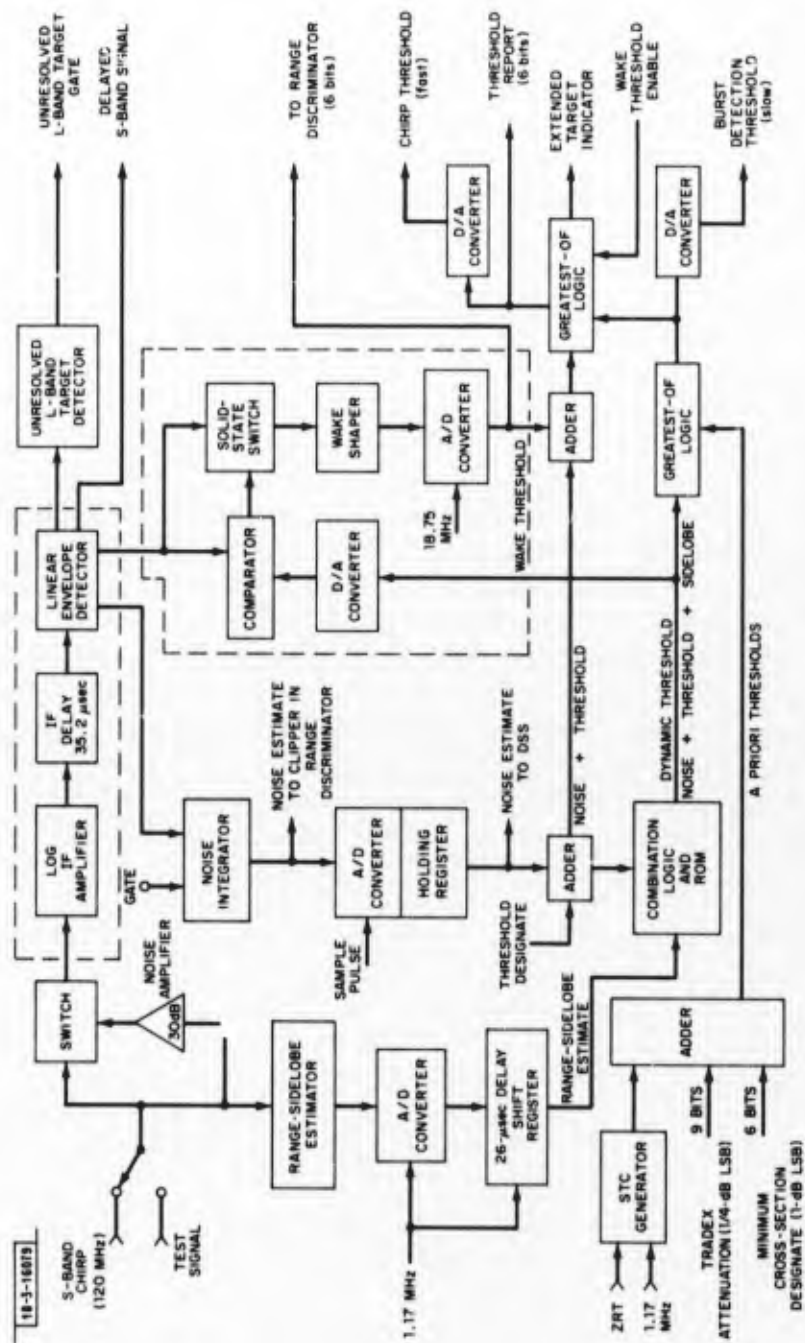 18-3-16079
S-BAND
CHIRP
(120 MHz)
TEST
SIGNAL
SWITCH
30dB
NOISE
AMPLIFIER
LOG
IF
AMPLIFIER
IF
DELAY
35.2 μsec
LINEAR
ENVELOPE
DETECTOR
UNRESOLVED
L-BAND
TARGET
DETECTOR
UNRESOLVED
L-BAND TARGET
GATE
DELAYED
S-BAND SIGNAL
GATE
NOISE
INTEGRATOR
NOISE ESTIMATE
TO CLIPPER IN
RANGE
DISCRIMINATOR
COMPARATOR
SOLID-
STATE
SWITCH
WAKE
SHAPER
D/A
CONVERTER
A/D
CONVERTER
18.75
MHz
WAKE THRESHOLD
TO RANGE
DISCRIMINATOR
(6 bits)
RANGE-SIDELOBE
ESTIMATOR
A/D
CONVERTER
1.17 MHz
26-μsec DELAY
SHIFT
REGISTER
RANGE-SIDELOBE
ESTIMATE
SAMPLE
PULSE
A/D
CONVERTER
HOLDING
REGISTER
NOISE ESTIMATE
TO DSS
THRESHOLD
DESIGNATE
ADDER
NOISE + THRESHOLD
ADDER
GREATEST-OF
LOGIC
D/A
CONVERTER
CHIRP THRESHOLD
(fast)
THRESHOLD
REPORT
(6 bits)
EXTENDED
TARGET
INDICATOR
WAKE
THRESHOLD
ENABLE
COMBINATION
LOGIC
AND
ROM
DYNAMIC THRESHOLD
NOISE + THRESHOLD + SIDELOBE
GREATEST-OF
LOGIC
D/A
CONVERTER
BURST
DETECTION
THRESHOLD
(slow)
ZRT
1.17
MHz
STC
GENERATOR
ADDER
A PRIORI THRESHOLDS
9 BITS
TRADEX
ATTENUATION (1/4-dB LSB)
6 BITS
MINIMUM
CROSS-SECTION
DESIGNATE (1-dB LSB)